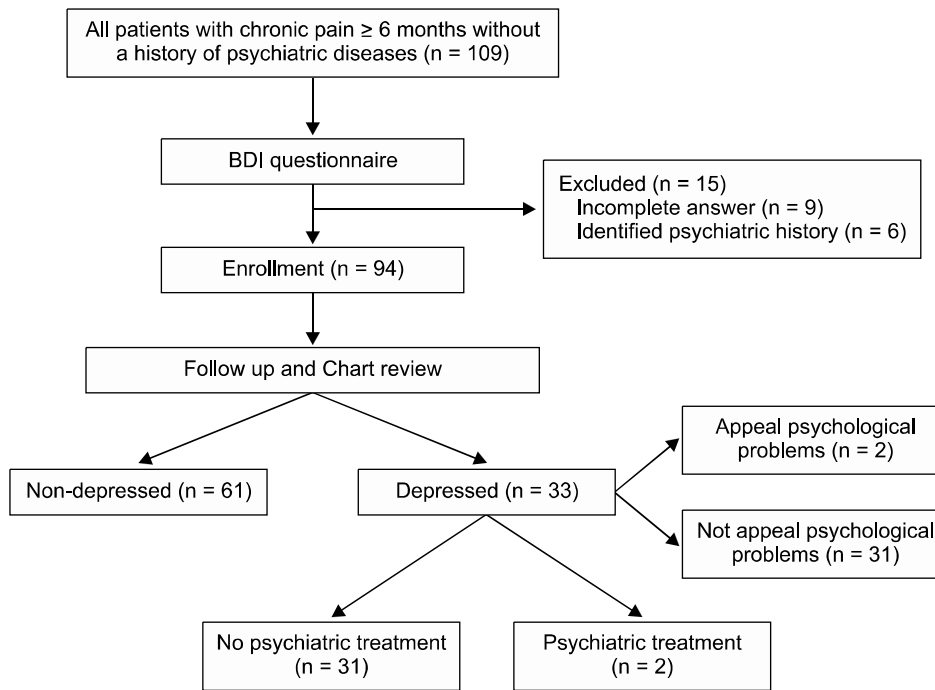 All patients with chronic pain ≥ 6 months without
a history of psychiatric diseases (n = 109)
BDI questionnaire
Excluded (n = 15)
Incomplete answer (n = 9)
Identified psychiatric history (n = 6)
Enrollment (n = 94)
Follow up and Chart review
Appeal psychological
problems (n = 2)
Non-depressed (n = 61)
Depressed (n = 33)
Not appeal psychological
problems (n = 31)
No psychiatric treatment
(n = 31)
Psychiatric treatment
(n = 2)